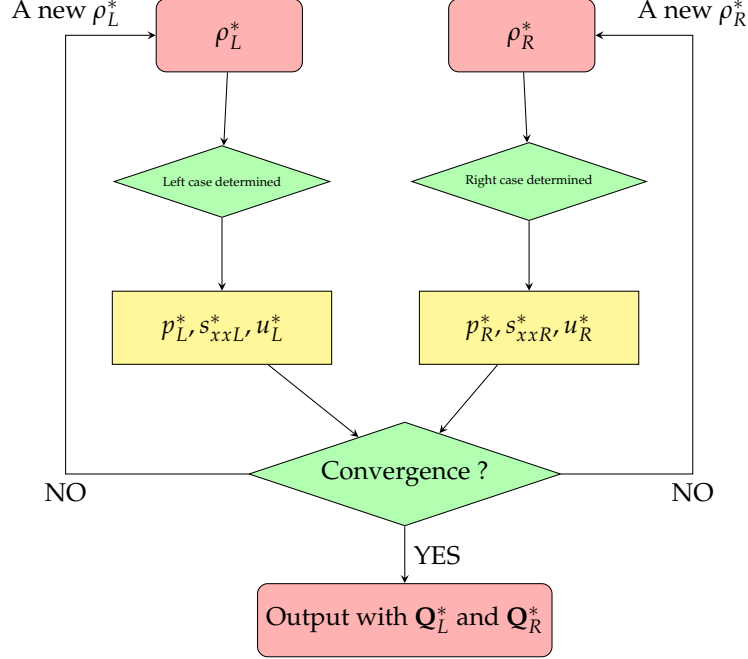 A new ρ*_L
A new ρ*_R
ρ*_L
ρ*_R
Left case determined
Right case determined
p*_L, s*_xxL, u*_L
p*_R, s*_xxR, u*_R
Convergence ?
NO
NO
YES
Output with Q*_L and Q*_R